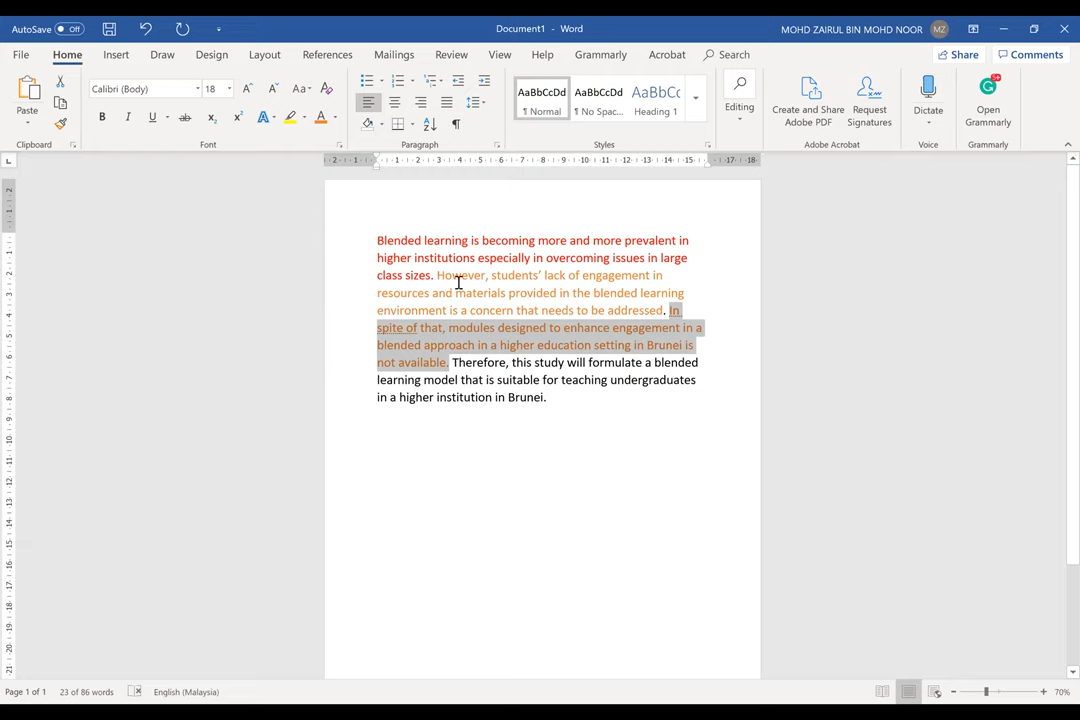 AutoSave Off
Document1 - Word
MOHD ZAIRUL BIN MOHD NOOR MZ
File Home Insert Draw Design Layout References Mailings Review View Help Grammarly Acrobat Search Share Comments
Calibri (Body) 18 Aa
AaBbCcDd AaBbCcDd AaBbCc
Paste
B I U ab x₂ x² A A
¶ Normal ¶ No Spac... Heading 1
Editing
Create and Share Adobe PDF
Request Signatures
Dictate
Open Grammarly
Clipboard Font Paragraph Styles Adobe Acrobat Voice Grammarly
Blended learning is becoming more and more prevalent in
higher institutions especially in overcoming issues in large
class sizes. However, students’ lack of engagement in
resources and materials provided in the blended learning
environment is a concern that needs to be addressed. In
spite of that, modules designed to enhance engagement in a
blended approach in a higher education setting in Brunei is
not available. Therefore, this study will formulate a blended
learning model that is suitable for teaching undergraduates
in a higher institution in Brunei.
Page 1 of 1 23 of 86 words English (Malaysia) 70%